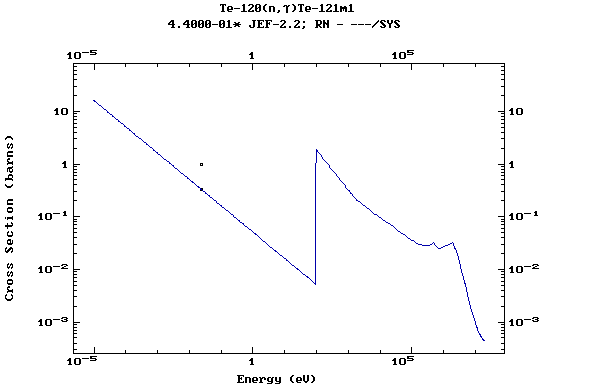 Te-120(n,γ)Te-121m1
4.4000-01* JEF-2.2; RN - ---/SYS
10⁻⁵ 1 10⁵
10 10
1 1
10⁻¹ 10⁻¹
10⁻² 10⁻²
10⁻³ 10⁻³
10⁻⁵ 1 10⁵
Cross Section (barns)
Energy (eV)